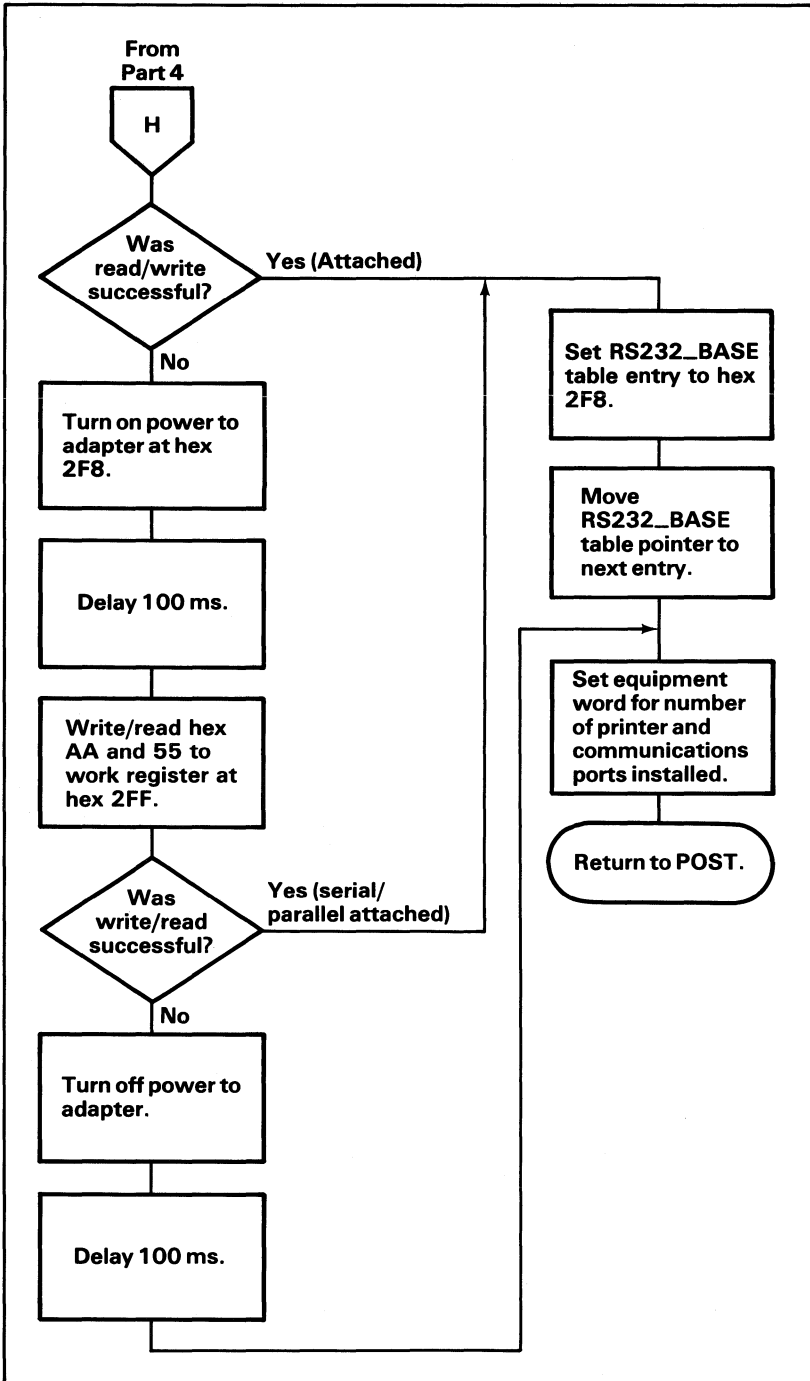 From
Part 4
H
Was
read/write
successful?
Yes (Attached)
No
Turn on power to
adapter at hex
2F8.
Delay 100 ms.
Write/read hex
AA and 55 to
work register at
hex 2FF.
Was
write/read
successful?
Yes (serial/
parallel attached)
No
Turn off power to
adapter.
Delay 100 ms.
Set RS232_BASE
table entry to hex
2F8.
Move
RS232_BASE
table pointer to
next entry.
Set equipment
word for number
of printer and
communications
ports installed.
Return to POST.